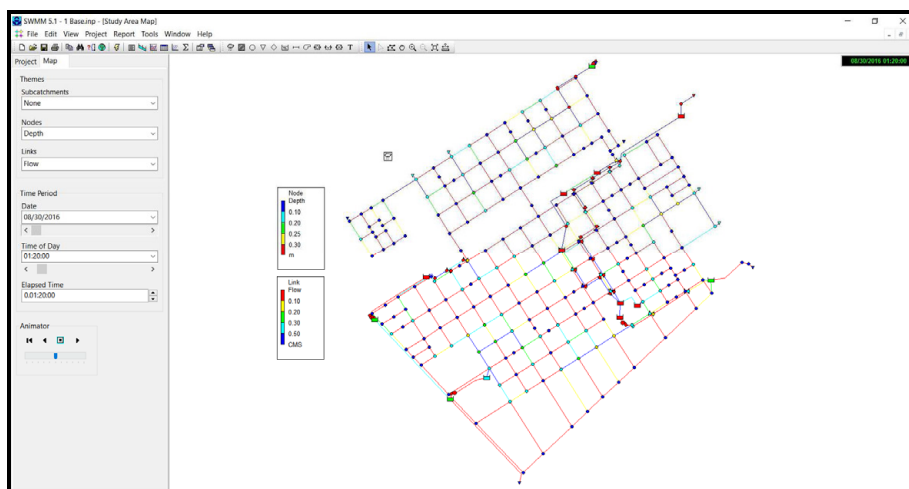 SWMM 5.1 - 1 Base.inp - [Study Area Map]
File Edit View Project Report Tools Window Help
Project Map
08/30/2016 01:20:00
Themes
Subcatchments
None
Nodes
Depth
Links
Flow
Time Period
Date
08/30/2016
Time of Day
01:20:00
Elapsed Time
0.01:20:00
Animator
Node
Depth
0.10
0.20
0.25
0.30
m
Link
Flow
0.10
0.20
0.30
0.50
CMS